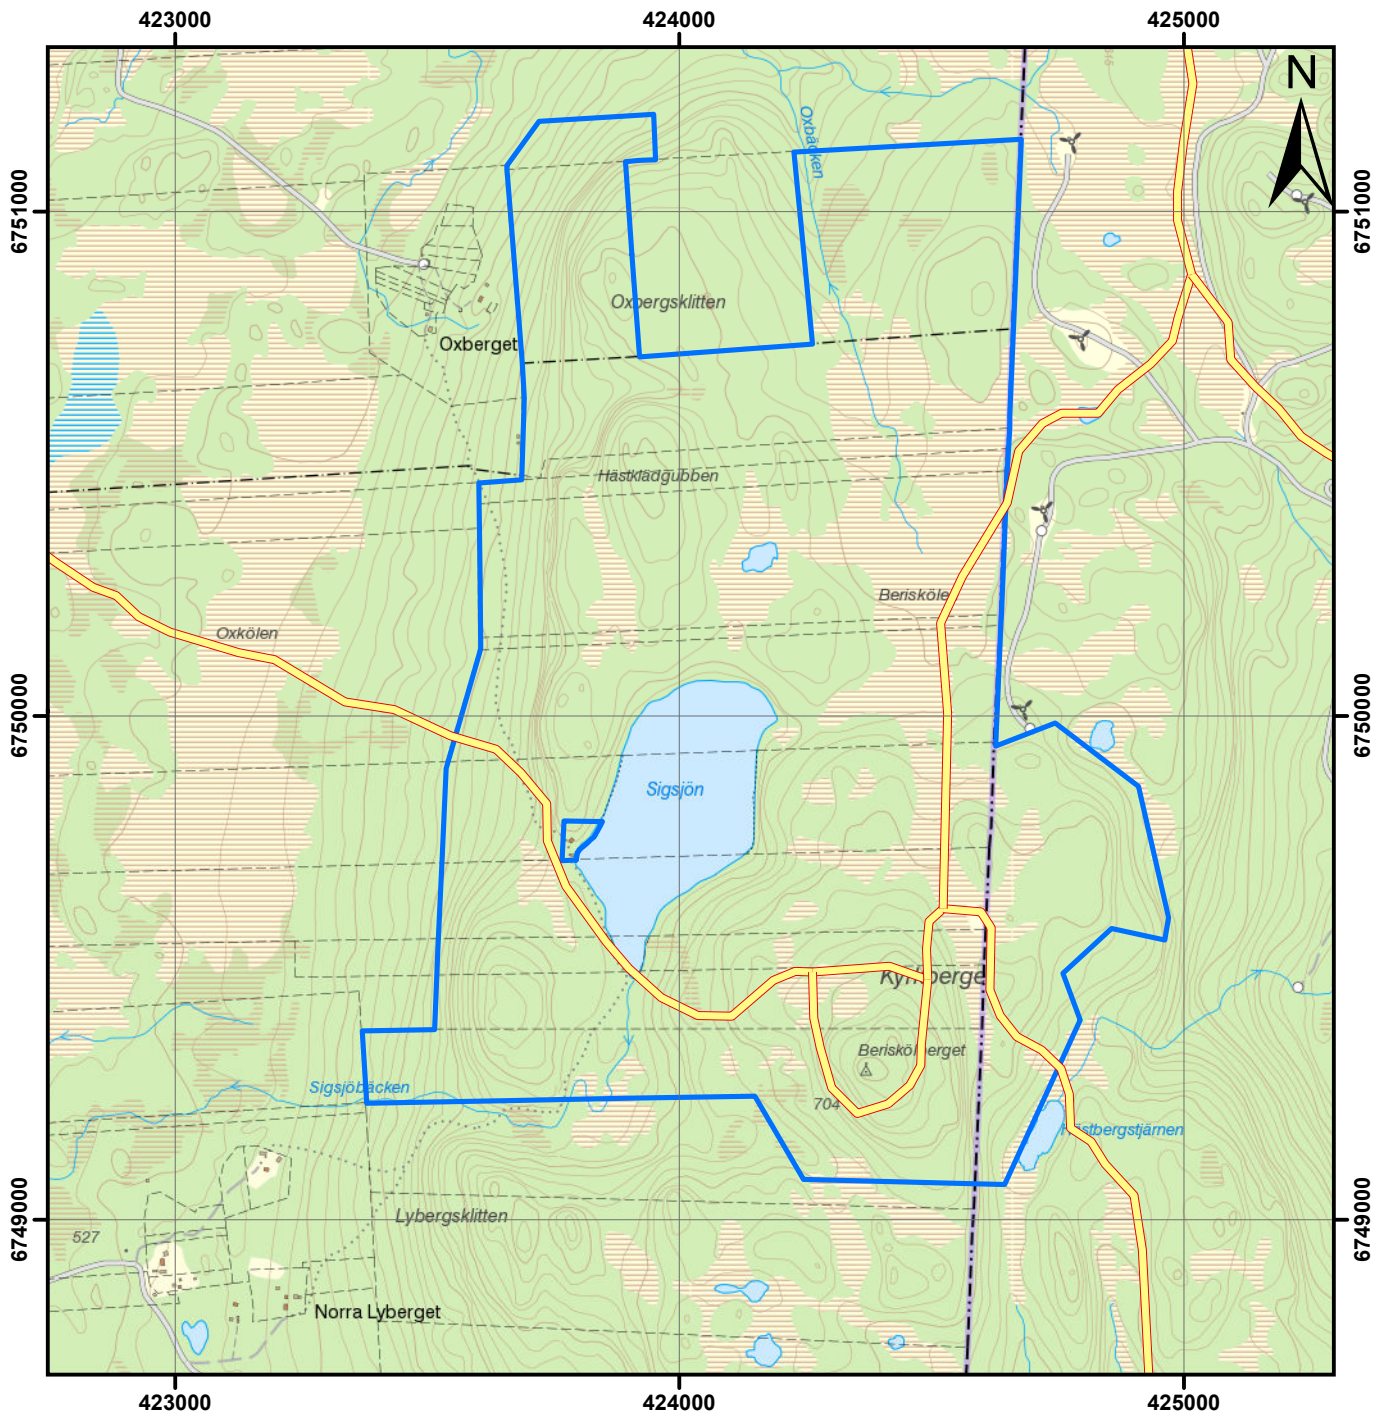 423000 424000 425000
N
Oxbäcken
6751000 6751000
Oxbergsklitten
Oxberget
Hästklädgubben
Berisköle
Oxkölen
6750000 6750000
Sigsjön
Beriskölberget
Sigsjöbäcken
704
Lybergsklitten
6749000 6749000
527
Norra Lyberget
423000 424000 425000